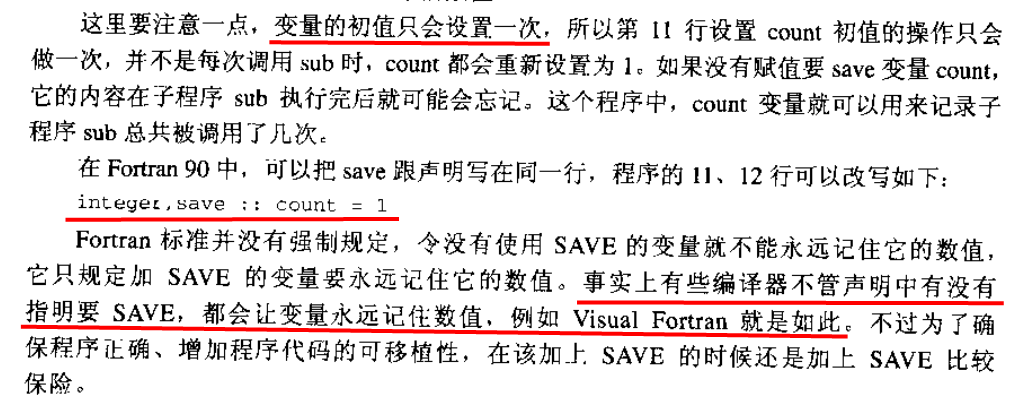 这里要注意一点，变量的初值只会设置一次，所以第 11 行设置 count 初值的操作只会
做一次，并不是每次调用 sub 时，count 都会重新设置为 1。如果没有赋值要 save 变量 count，
它的内容在子程序 sub 执行完后就可能会忘记。这个程序中，count 变量就可以用来记录子
程序 sub 总共被调用了几次。
在 Fortran 90 中，可以把 save 跟声明写在同一行，程序的 11、12 行可以改写如下：
integer,save :: count = 1
Fortran 标准并没有强制规定，令没有使用 SAVE 的变量就不能永远记住它的数值，
它只规定加 SAVE 的变量要永远记住它的数值。事实上有些编译器不管声明中有没有
指明要 SAVE，都会让变量永远记住数值，例如 Visual Fortran 就是如此。不过为了确
保程序正确、增加程序代码的可移植性，在该加上 SAVE 的时候还是加上 SAVE 比较
保险。